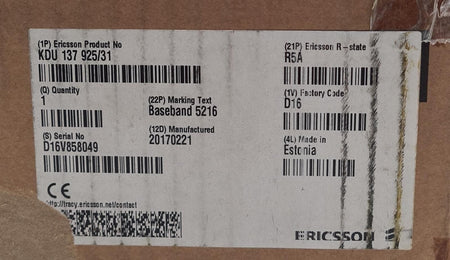 (1P) Ericsson Product No
KDU 137 925/31
(21P) Ericsson R-state
R5A
(Q) Quantity
1
(22P) Marking Text
Baseband 5216
(1V) Factory Code
D16
(S) Serial No
D16V858049
(12D) Manufactured
20170221
(4L) Made in
Estonia
CE
http://tracy.ericsson.net/contact
ERICSSON